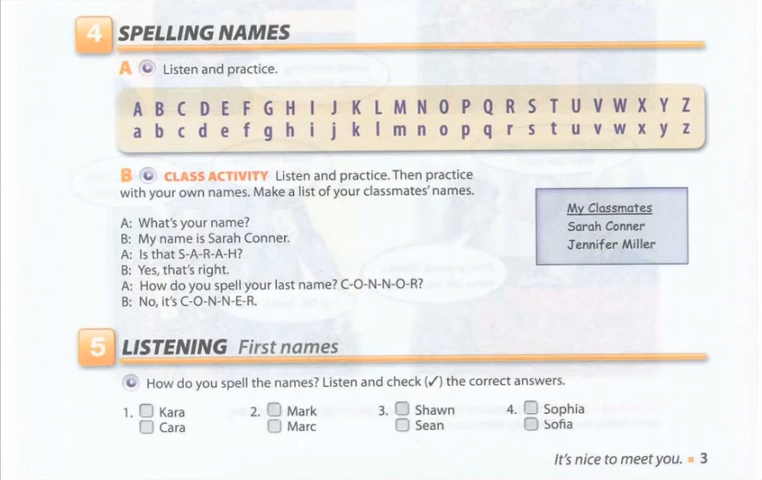 4 SPELLING NAMES
A Listen and practice.
A B C D E F G H I J K L M N O P Q R S T U V W X Y Z
a b c d e f g h i j k l m n o p q r s t u v w x y z
B CLASS ACTIVITY Listen and practice. Then practice
with your own names. Make a list of your classmates' names.
A: What's your name?
B: My name is Sarah Conner.
A: Is that S-A-R-A-H?
B: Yes, that's right.
A: How do you spell your last name? C-O-N-N-O-R?
B: No, it's C-O-N-N-E-R.
My Classmates
Sarah Conner
Jennifer Miller
5 LISTENING First names
How do you spell the names? Listen and check (✓) the correct answers.
1. Kara 2. Mark 3. Shawn 4. Sophia
Cara Marc Sean Sofia
It's nice to meet you. ▪ 3